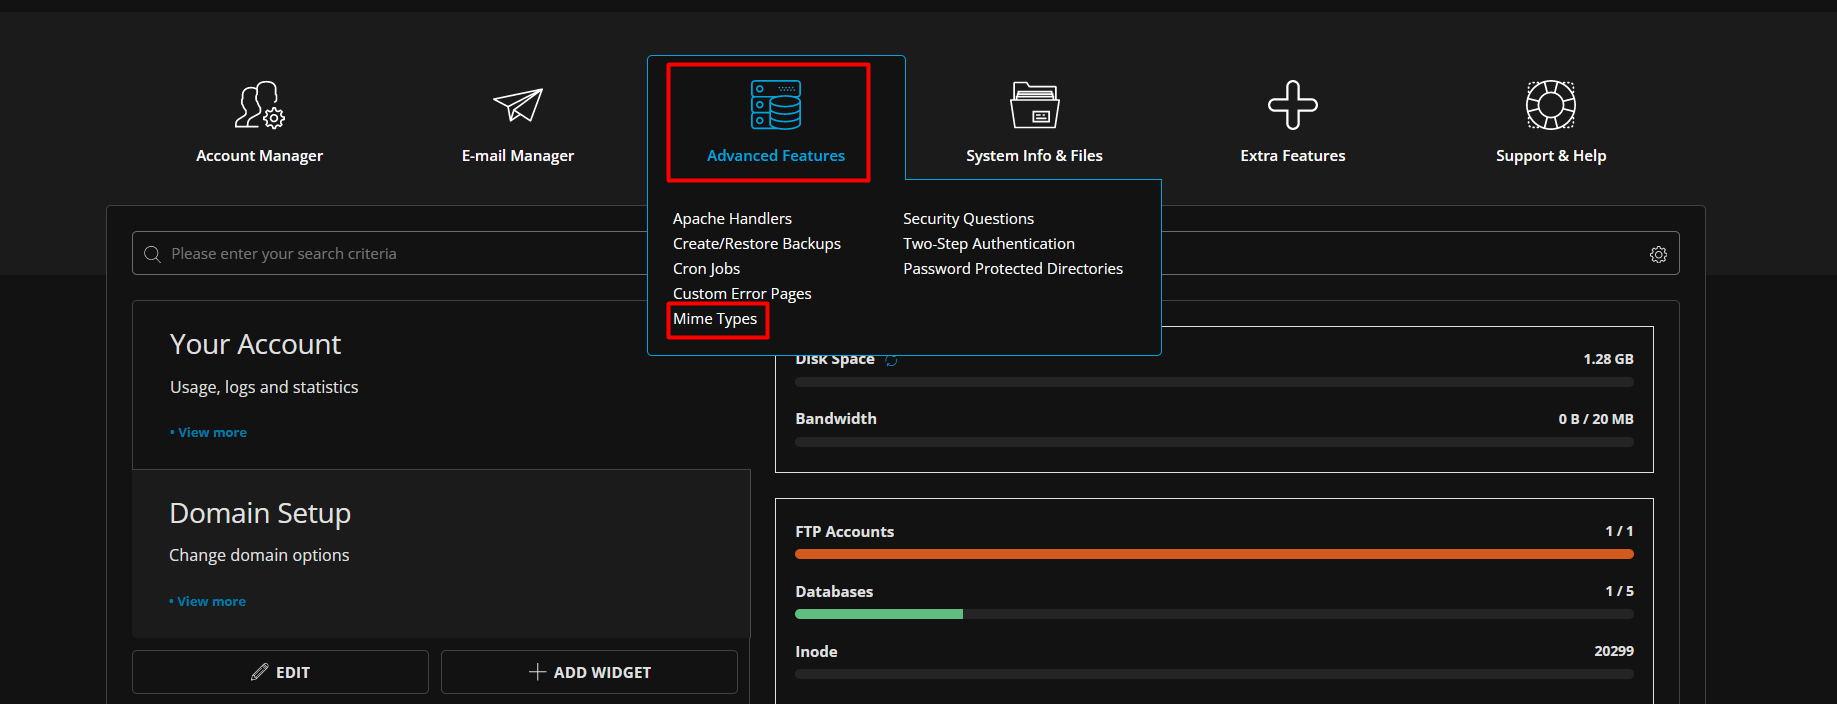 Account Manager
E-mail Manager
Advanced Features
System Info & Files
Extra Features
Support & Help
Apache Handlers
Create/Restore Backups
Cron Jobs
Custom Error Pages
Mime Types
Security Questions
Two-Step Authentication
Password Protected Directories
Please enter your search criteria
Your Account
Usage, logs and statistics
• View more
Domain Setup
Change domain options
• View more
EDIT
ADD WIDGET
Disk Space 1.28 GB
Bandwidth 0 B / 20 MB
FTP Accounts 1 / 1
Databases 1 / 5
Inode 20299